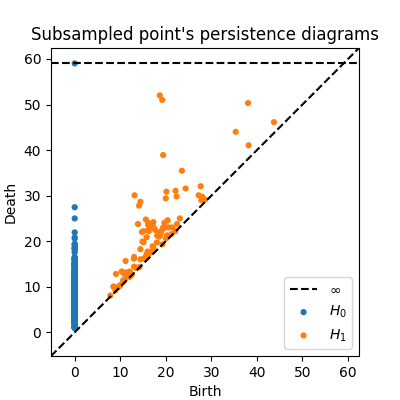 Subsampled point's persistence diagrams
60
50
40
30
20
10
0
Death
∞
H₀
H₁
0 10 20 30 40 50 60
Birth